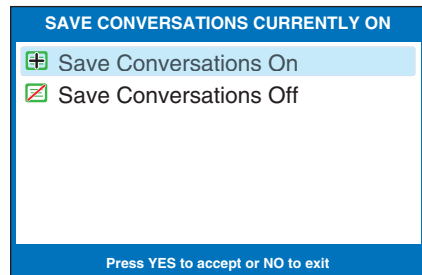 SAVE CONVERSATIONS CURRENTLY ON
Save Conversations On
Save Conversations Off
Press YES to accept or NO to exit